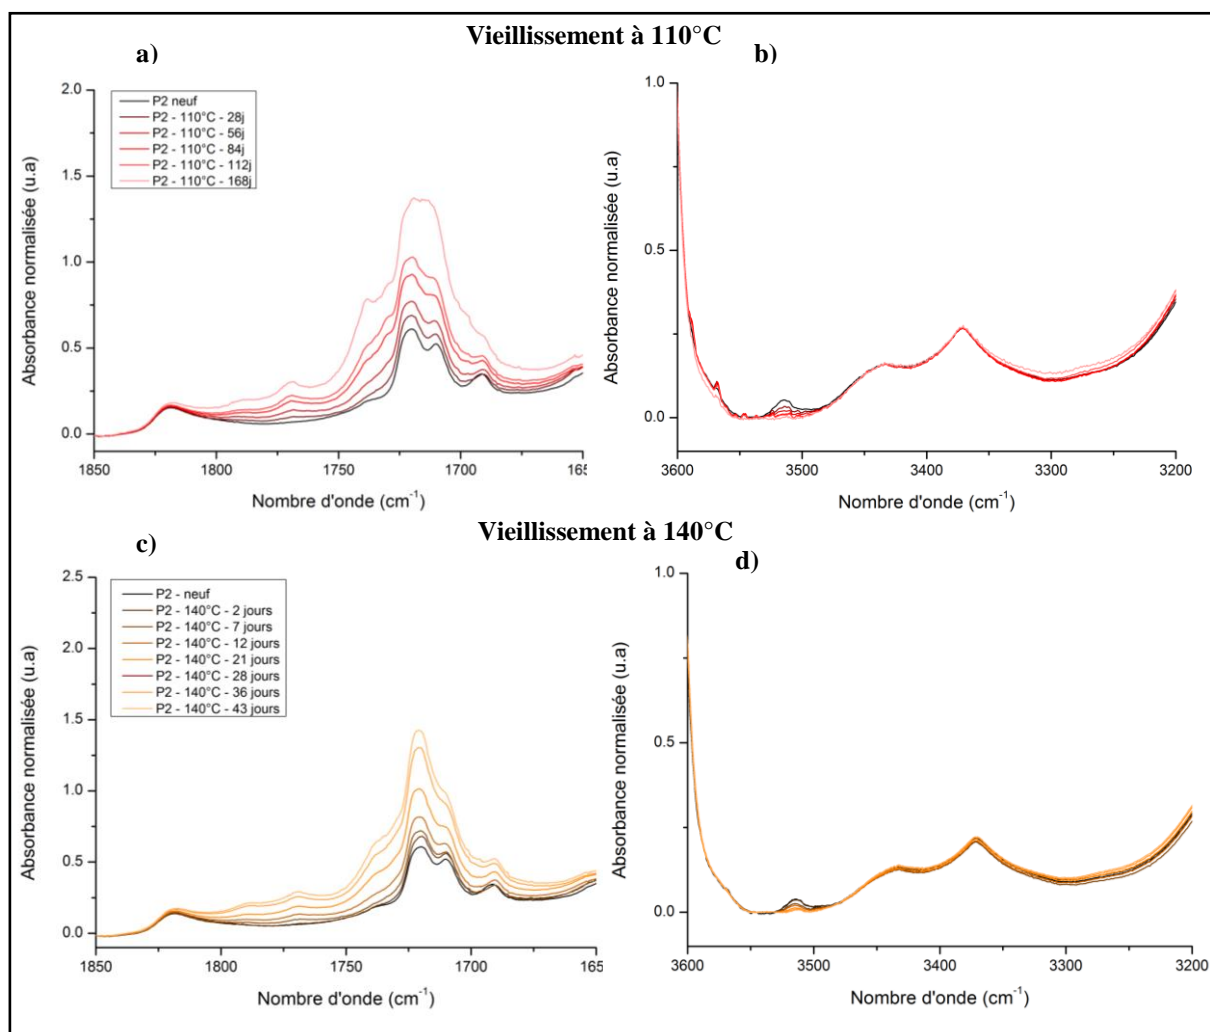 Vieillissement à 110°C
a)
b)
2.0
1.5
1.0
0.5
0.0
Absorbance normalisée (u.a)
P2 neuf
P2 - 110°C - 28j
P2 - 110°C - 56j
P2 - 110°C - 84j
P2 - 110°C - 112j
P2 - 110°C - 168j
1850
1800
1750
1700
165
Nombre d'onde (cm-1)
1.0
0.5
0.0
Absorbance normalisée (u.a)
3600
3500
3400
3300
3200
Nombre d'onde (cm-1)
Vieillissement à 140°C
c)
d)
2.5
2.0
1.5
1.0
0.5
0.0
Absorbance normalisée (u.a)
P2 - neuf
P2 - 140°C - 2 jours
P2 - 140°C - 7 jours
P2 - 140°C - 12 jours
P2 - 140°C - 21 jours
P2 - 140°C - 28 jours
P2 - 140°C - 36 jours
P2 - 140°C - 43 jours
1850
1800
1750
1700
165
Nombre d'onde (cm-1)
1.0
0.5
0.0
Absorbance normalisée (u.a)
3600
3500
3400
3300
3200
Nombre d'onde (cm-1)